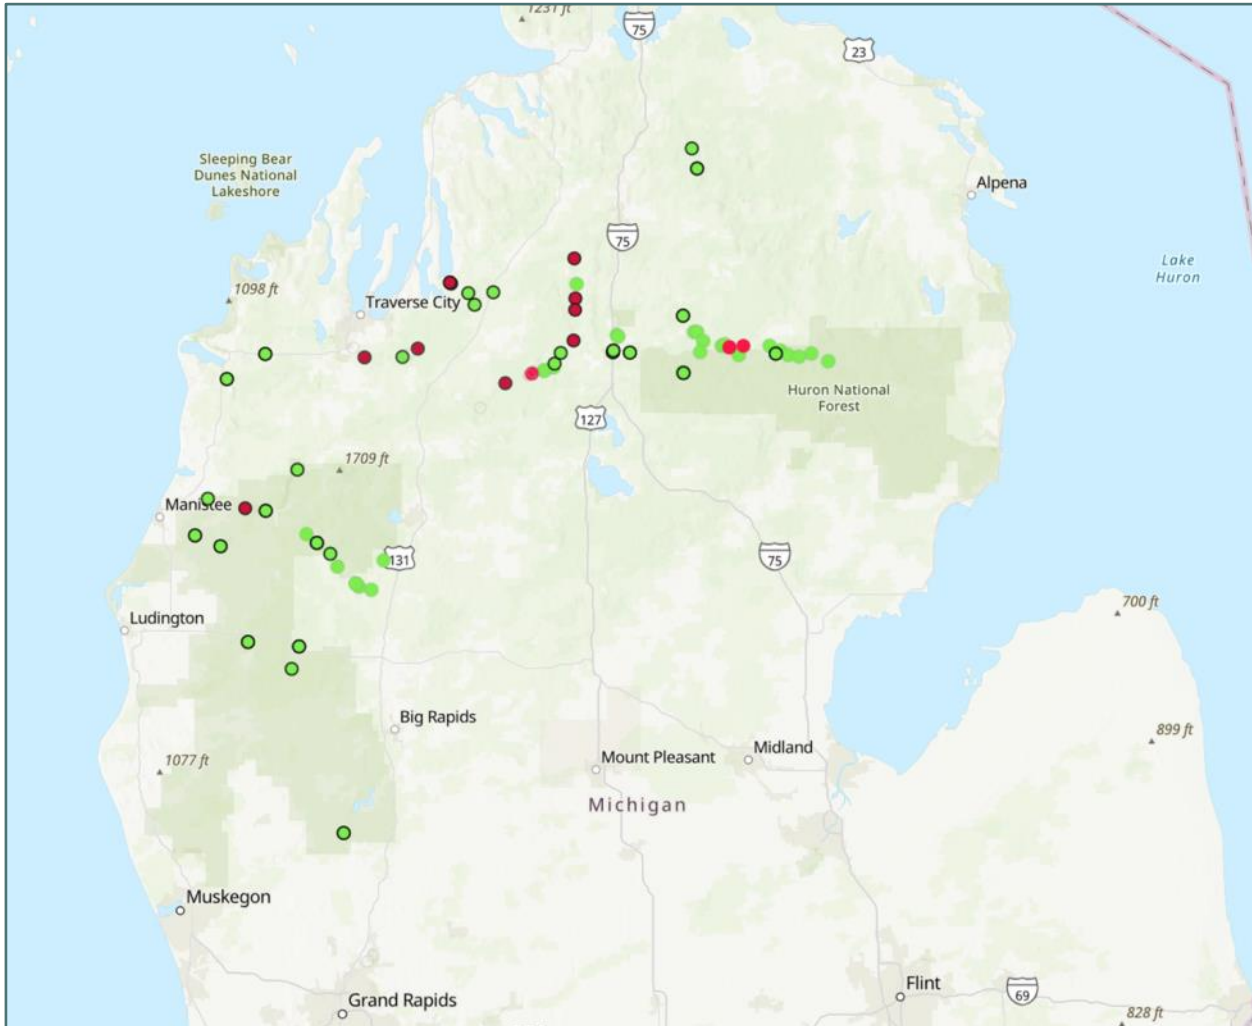 1231 ft
75
23
Sleeping Bear
Dunes National
Lakeshore
Alpena
75
Lake
Huron
1098 ft
Traverse City
Huron National
Forest
127
1709 ft
Manistee
131
75
700 ft
Ludington
Big Rapids
899 ft
Midland
Mount Pleasant
1077 ft
Michigan
Muskegon
Flint
69
Grand Rapids
828 ft